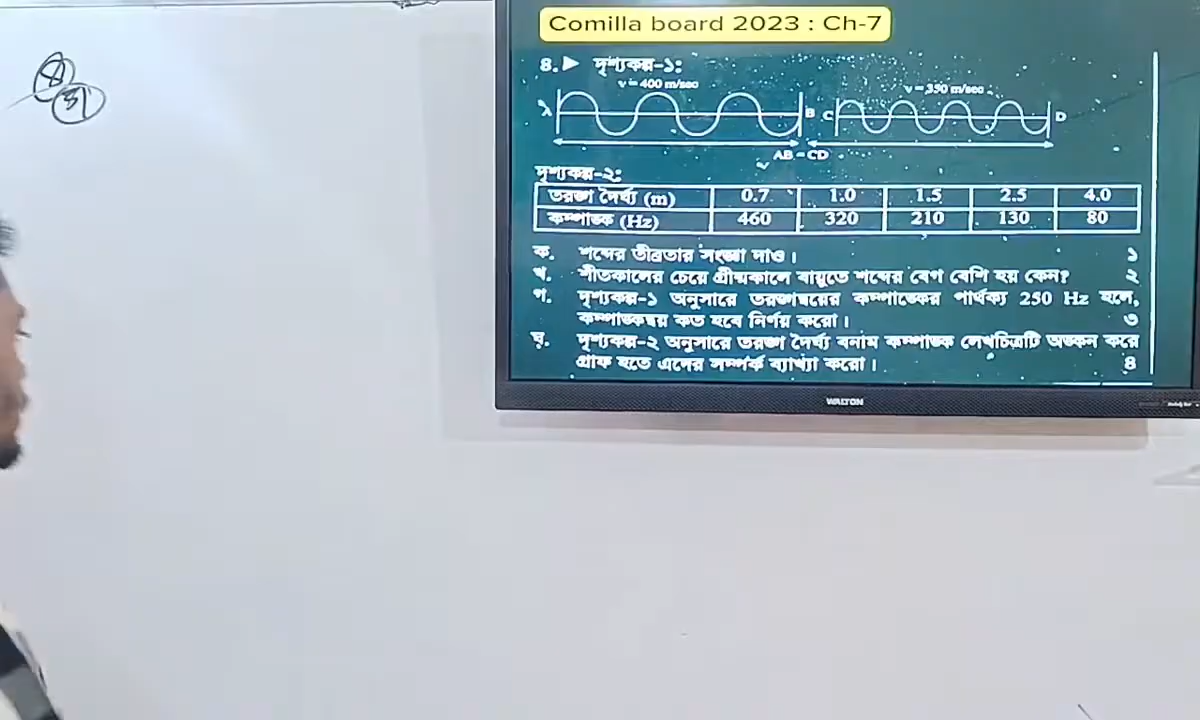 Comilla board 2023 : Ch-7
৪. ▶ দৃশ্যকল্প-১:
v = 400 m/sec
v = 350 m/sec
A B C D
AB = CD
দৃশ্যকল্প-২:
তরঙ্গ দৈর্ঘ্য (m) 0.7 1.0 1.5 2.5 4.0
কম্পাঙ্ক (Hz) 460 320 210 130 80
ক. শব্দের তীব্রতার সংজ্ঞা দাও। ১
খ. শীতকালের চেয়ে গ্রীষ্মকালে বায়ুতে শব্দের বেগ বেশি হয় কেন? ২
গ. দৃশ্যকল্প-১ অনুসারে তরঙ্গদ্বয়ের কম্পাঙ্কের পার্থক্য 250 Hz হলে,
কম্পাঙ্কদ্বয় কত হবে নির্ণয় করো। ৩
ঘ. দৃশ্যকল্প-২ অনুসারে তরঙ্গ দৈর্ঘ্য বনাম কম্পাঙ্ক লেখচিত্রটি অঙ্কন করে
গ্রাফ হতে এদের সম্পর্ক ব্যাখ্যা করো। ৪
WALTON